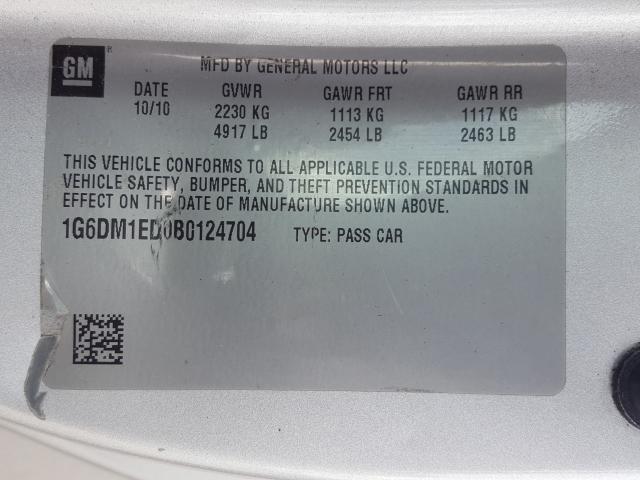 GM ®
MFD BY GENERAL MOTORS LLC
DATE GVWR GAWR FRT GAWR RR
10/10 2230 KG 1113 KG 1117 KG
4917 LB 2454 LB 2463 LB
THIS VEHICLE CONFORMS TO ALL APPLICABLE U.S. FEDERAL MOTOR
VEHICLE SAFETY, BUMPER, AND THEFT PREVENTION STANDARDS IN
EFFECT ON THE DATE OF MANUFACTURE SHOWN ABOVE.
1G6DM1ED0B0124704 TYPE: PASS CAR